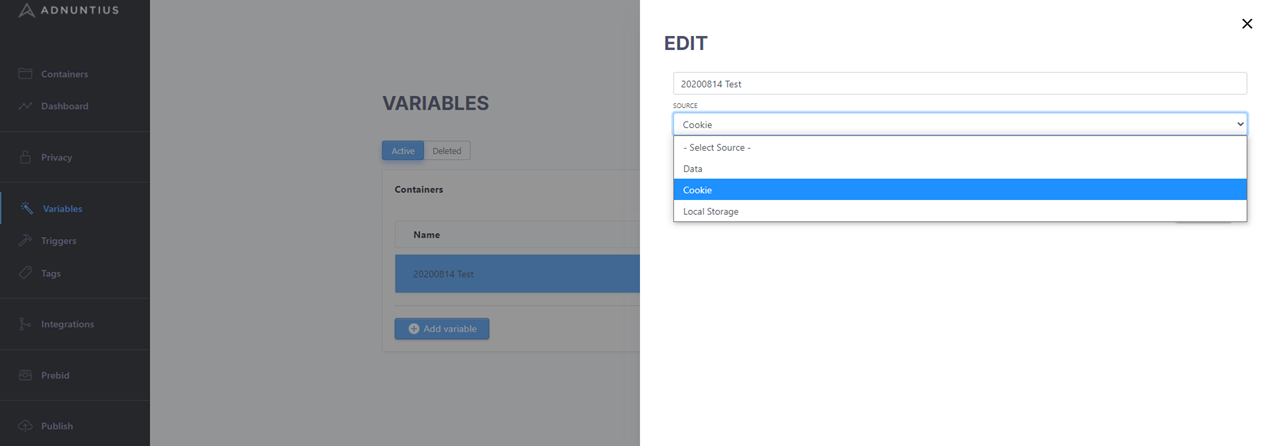 ADNUNTIUS
Containers
Dashboard
Privacy
Variables
Triggers
Tags
Integrations
Prebid
Publish
VARIABLES
Active Deleted
Containers
Name
20200814 Test
Add variable
EDIT
20200814 Test
SOURCE
Cookie
- Select Source -
Data
Cookie
Local Storage